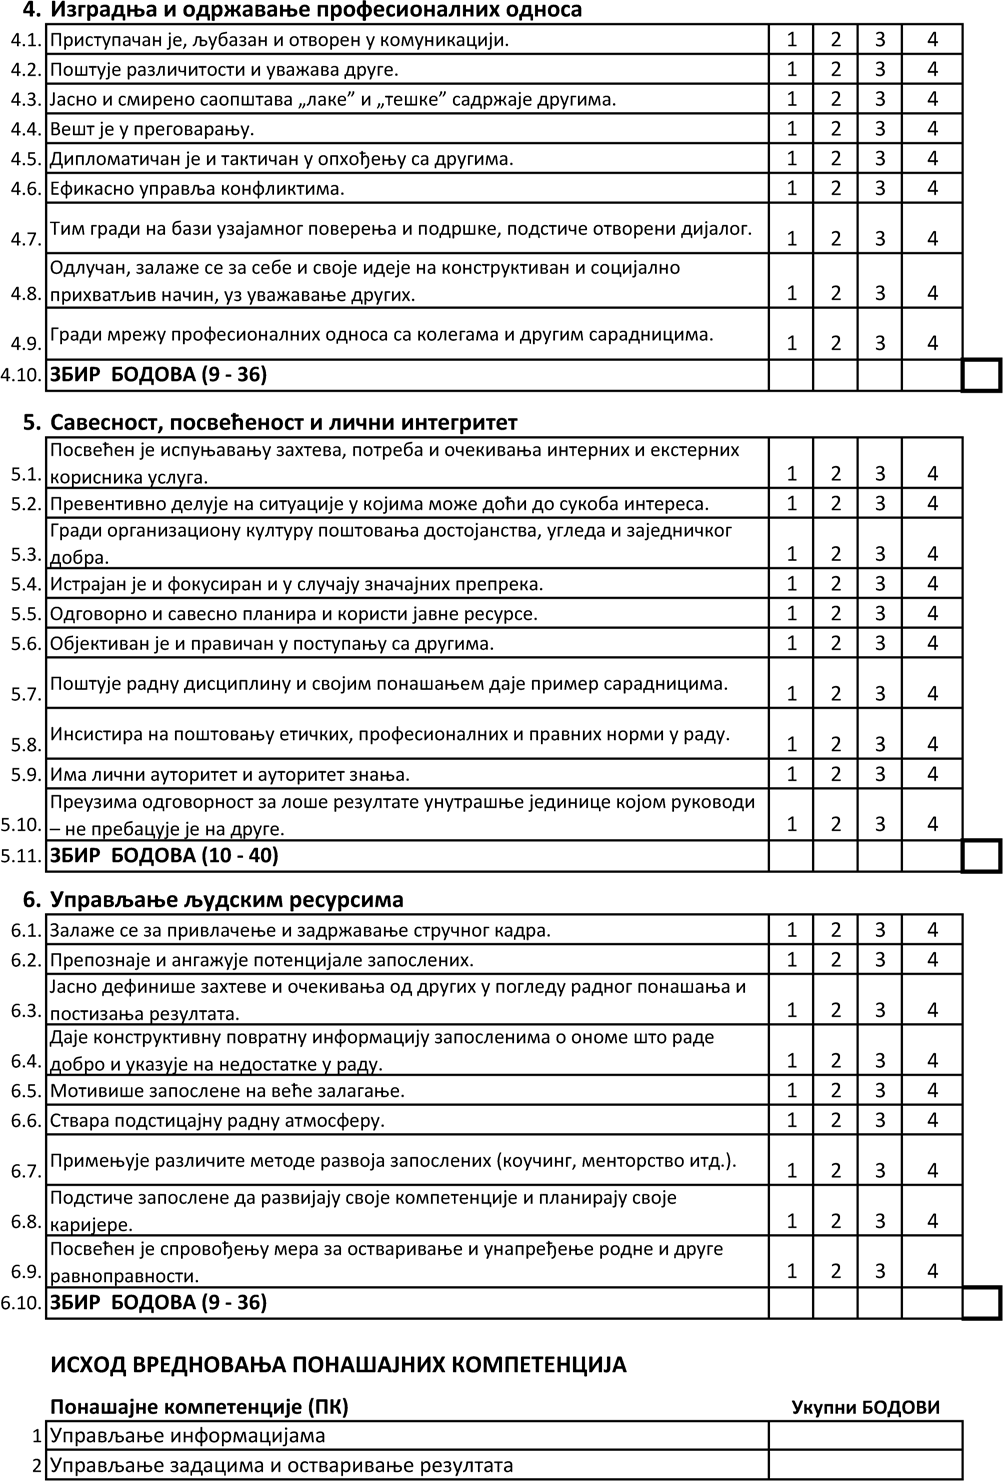 4. Изградња и одржавање професионалних односа
4.1. Приступачан је, љубазан и отворен у комуникацији. 1 2 3 4
4.2. Поштује различитости и уважава друге. 1 2 3 4
4.3. Јасно и смирено саопштава „лаке” и „тешке” садржаје другима. 1 2 3 4
4.4. Вешт је у преговарању. 1 2 3 4
4.5. Дипломатичан је и тактичан у опхођењу са другима. 1 2 3 4
4.6. Ефикасно управља конфликтима. 1 2 3 4
4.7. Тим гради на бази узајамног поверења и подршке, подстиче отворени дијалог. 1 2 3 4
Одлучан, залаже се за себе и своје идеје на конструктиван и социјално
4.8. прихватљив начин, уз уважавање других. 1 2 3 4
4.9. Гради мрежу професионалних односа са колегама и другим сарадницима. 1 2 3 4
4.10. ЗБИР БОДОВА (9 - 36)
5. Савесност, посвећеност и лични интегритет
Посвећен је испуњавању захтева, потреба и очекивања интерних и екстерних
5.1. корисника услуга. 1 2 3 4
5.2. Превентивно делује на ситуације у којима може доћи до сукоба интереса. 1 2 3 4
Гради организациону културу поштовања достојанства, угледа и заједничког
5.3. добра. 1 2 3 4
5.4. Истрајан је и фокусиран и у случају значајних препрека. 1 2 3 4
5.5. Одговорно и савесно планира и користи јавне ресурсе. 1 2 3 4
5.6. Објективан је и правичан у поступању са другима. 1 2 3 4
5.7. Поштује радну дисциплину и својим понашањем даје пример сарадницима. 1 2 3 4
5.8. Инсистира на поштовању етичких, професионалних и правних норми у раду. 1 2 3 4
5.9. Има лични ауторитет и ауторитет знања. 1 2 3 4
Преузима одговорност за лоше резултате унутрашње јединице којом руководи
5.10. – не пребацује је на друге. 1 2 3 4
5.11. ЗБИР БОДОВА (10 - 40)
6. Управљање људским ресурсима
6.1. Залаже се за привлачење и задржавање стручног кадра. 1 2 3 4
6.2. Препознаје и ангажује потенцијале запослених. 1 2 3 4
Јасно дефинише захтеве и очекивања од других у погледу радног понашања и
6.3. постизања резултата. 1 2 3 4
Даје конструктивну повратну информацију запосленима о ономе што раде
6.4. добро и указује на недостатке у раду. 1 2 3 4
6.5. Мотивише запослене на веће залагање. 1 2 3 4
6.6. Ствара подстицајну радну атмосферу. 1 2 3 4
6.7. Примењује различите методе развоја запослених (коучинг, менторство итд.). 1 2 3 4
Подстиче запослене да развијају своје компетенције и планирају своје
6.8. каријере. 1 2 3 4
Посвећен је спровођењу мера за остваривање и унапређење родне и друге
6.9. равноправности. 1 2 3 4
6.10. ЗБИР БОДОВА (9 - 36)
ИСХОД ВРЕДНОВАЊА ПОНАШАЈНИХ КОМПЕТЕНЦИЈА
Понашајне компетенције (ПК) Укупни БОДОВИ
1 Управљање информацијама
2 Управљање задацима и остваривање резултата